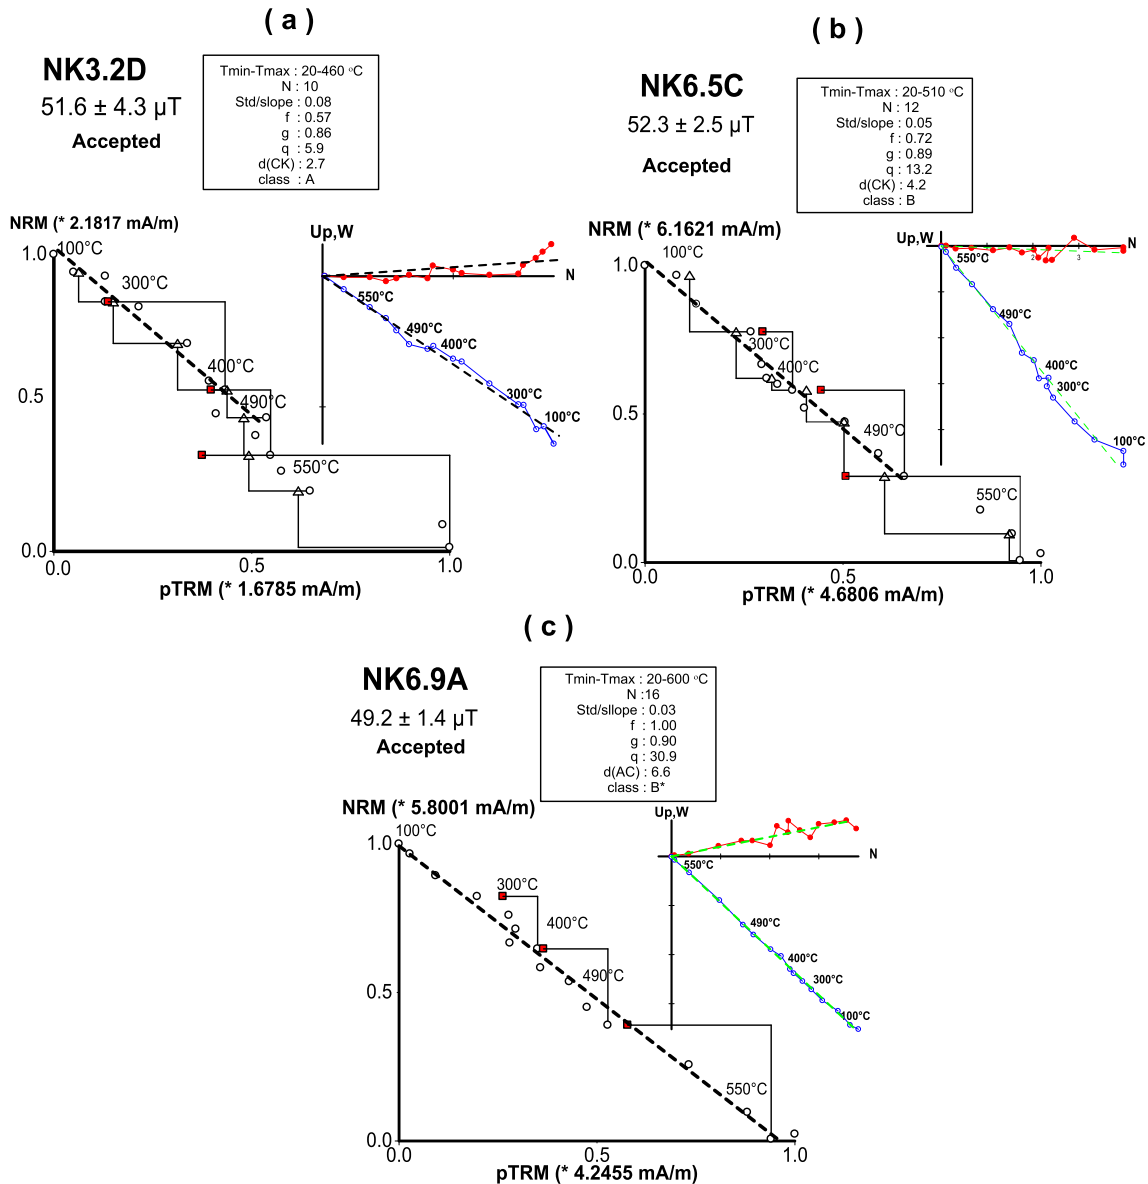 ( a )
NK3.2D
51.6 ± 4.3 µT
Accepted
Tmin-Tmax : 20-460 ºC
N : 10
Std/slope : 0.08
f : 0.57
g : 0.86
q : 5.9
d(CK) : 2.7
class : A
NRM (* 2.1817 mA/m)
1.0
0.5
0.0
100°C
300°C
400°C
490°C
550°C
0.0
0.5
1.0
pTRM (* 1.6785 mA/m)
Up,W
N
550°C
490°C
400°C
300°C
100°C
( b )
NK6.5C
52.3 ± 2.5 µT
Accepted
Tmin-Tmax : 20-510 ºC
N : 12
Std/slope : 0.05
f : 0.72
g : 0.89
q : 13.2
d(CK) : 4.2
class : B
NRM (* 6.1621 mA/m)
1.0
0.5
0.0
100°C
300°C
400°C
490°C
550°C
0.0
0.5
1.0
pTRM (* 4.6806 mA/m)
Up,W
N
2
3
550°C
490°C
400°C
300°C
100°C
( c )
NK6.9A
49.2 ± 1.4 µT
Accepted
Tmin-Tmax : 20-600 ºC
N :16
Std/sllope : 0.03
f : 1.00
g : 0.90
q : 30.9
d(AC) : 6.6
class : B*
NRM (* 5.8001 mA/m)
1.0
0.5
0.0
100°C
300°C
400°C
490°C
550°C
0.0
0.5
1.0
pTRM (* 4.2455 mA/m)
Up,W
N
550°C
490°C
400°C
300°C
100°C